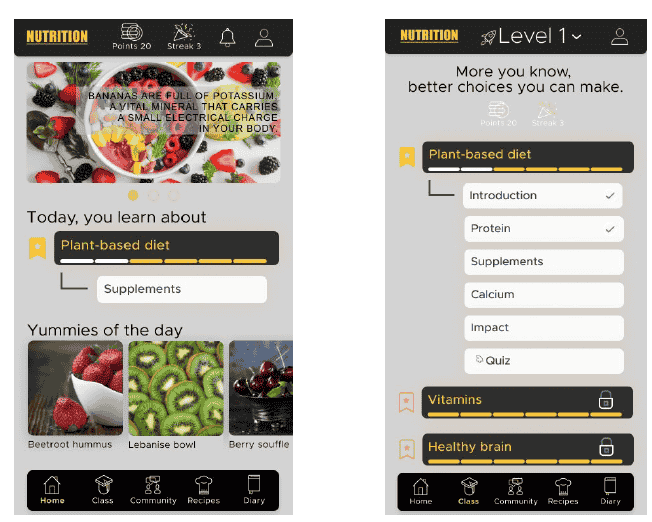 NUTRITION
Points 20
Streak 3
BANANAS ARE FULL OF POTASSIUM.
A VITAL MINERAL THAT CARRIES
A SMALL ELECTRICAL CHARGE
IN YOUR BODY.
Today, you learn about
Plant-based diet
Supplements
Yummies of the day
Beetroot hummus
Lebanise bowl
Berry souffle
Home
Class
Community
Recipes
Diary
NUTRITION
Level 1
More you know,
better choices you can make.
Points 20
Streak 3
Plant-based diet
Introduction
Protein
Supplements
Calcium
Impact
Quiz
Vitamins
Healthy brain
Home
Class
Community
Recipes
Diary